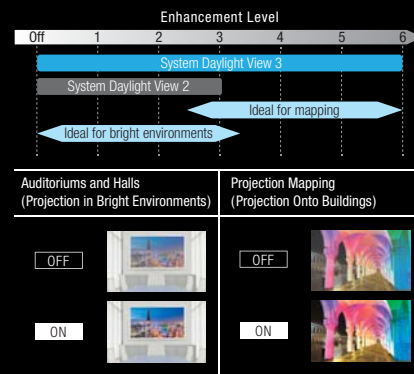 Enhancement Level
Off 1 2 3 4 5 6
System Daylight View 3
System Daylight View 2
Ideal for mapping
Ideal for bright environments
Auditoriums and Halls
(Projection in Bright Environments)
Projection Mapping
(Projection Onto Buildings)
OFF
OFF
ON
ON